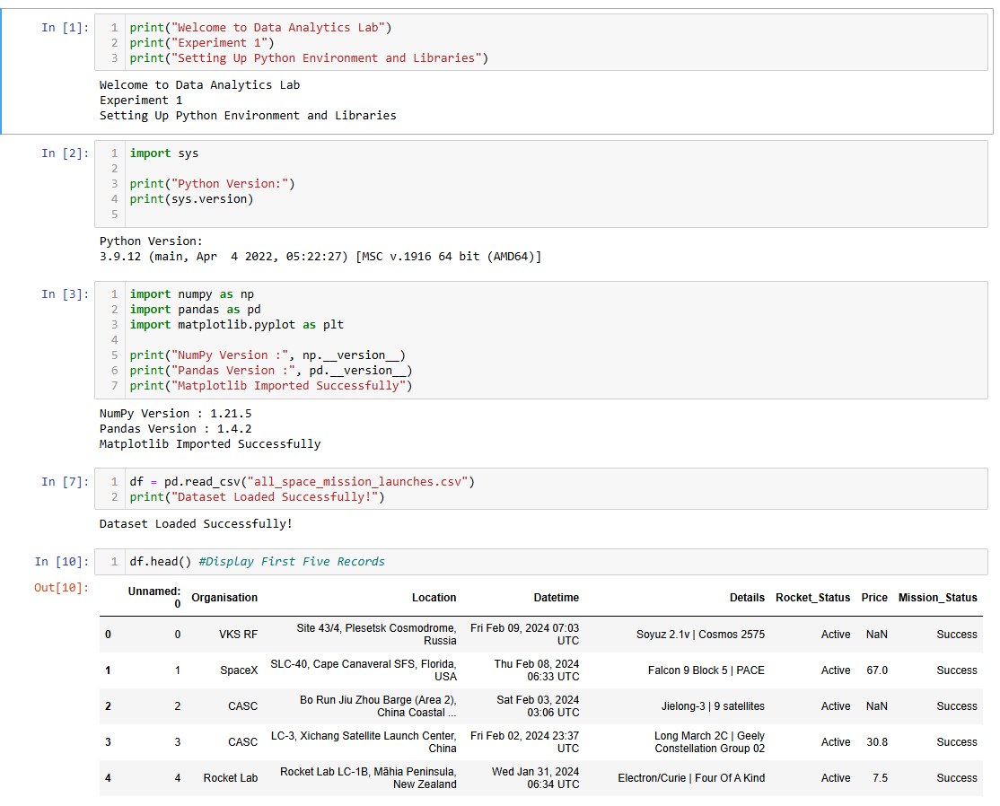 In [1]:
1 print("Welcome to Data Analytics Lab")
2 print("Experiment 1")
3 print("Setting Up Python Environment and Libraries")
Welcome to Data Analytics Lab
Experiment 1
Setting Up Python Environment and Libraries
In [2]:
1 import sys
2
3 print("Python Version:")
4 print(sys.version)
5
Python Version:
3.9.12 (main, Apr  4 2022, 05:22:27) [MSC v.1916 64 bit (AMD64)]
In [3]:
1 import numpy as np
2 import pandas as pd
3 import matplotlib.pyplot as plt
4
5 print("NumPy Version :", np.__version__)
6 print("Pandas Version :", pd.__version__)
7 print("Matplotlib Imported Successfully")
NumPy Version : 1.21.5
Pandas Version : 1.4.2
Matplotlib Imported Successfully
In [7]:
1 df = pd.read_csv("all_space_mission_launches.csv")
2 print("Dataset Loaded Successfully!")
Dataset Loaded Successfully!
In [10]:
1 df.head() #Display First Five Records
Out[10]:
Unnamed: 0 Organisation Location Datetime Details Rocket_Status Price Mission_Status
0 0 VKS RF Site 43/4, Plesetsk Cosmodrome, Russia Fri Feb 09, 2024 07:03 UTC Soyuz 2.1v | Cosmos 2575 Active NaN Success
1 1 SpaceX SLC-40, Cape Canaveral SFS, Florida, USA Thu Feb 08, 2024 06:33 UTC Falcon 9 Block 5 | PACE Active 67.0 Success
2 2 CASC Bo Run Jiu Zhou Barge (Area 2), China Coastal ... Sat Feb 03, 2024 03:06 UTC Jielong-3 | 9 satellites Active NaN Success
3 3 CASC LC-3, Xichang Satellite Launch Center, China Fri Feb 02, 2024 23:37 UTC Long March 2C | Geely Constellation Group 02 Active 30.8 Success
4 4 Rocket Lab Rocket Lab LC-1B, Māhia Peninsula, New Zealand Wed Jan 31, 2024 06:34 UTC Electron/Curie | Four Of A Kind Active 7.5 Success